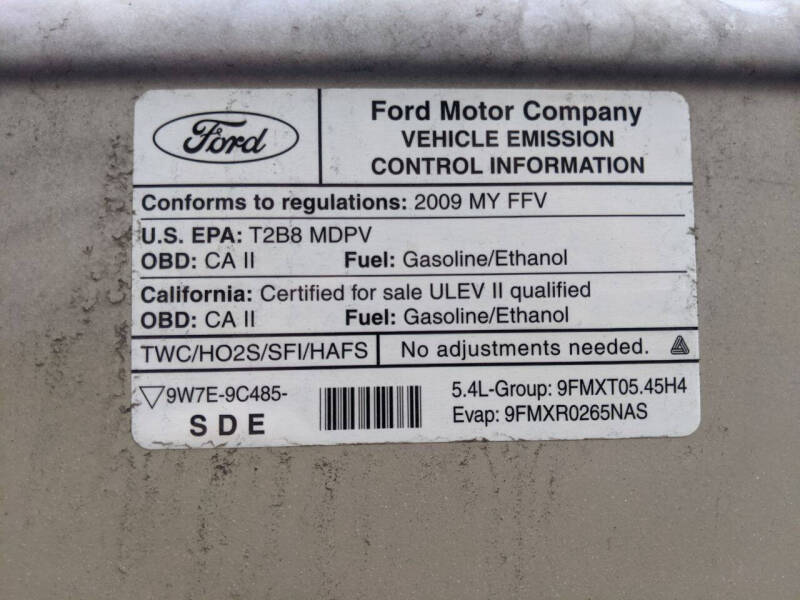 Ford
Ford Motor Company
VEHICLE EMISSION
CONTROL INFORMATION
Conforms to regulations: 2009 MY FFV
U.S. EPA: T2B8 MDPV
OBD: CA II Fuel: Gasoline/Ethanol
California: Certified for sale ULEV II qualified
OBD: CA II Fuel: Gasoline/Ethanol
TWC/HO2S/SFI/HAFS No adjustments needed.
9W7E-9C485-
SDE
5.4L-Group: 9FMXT05.45H4
Evap: 9FMXR0265NAS